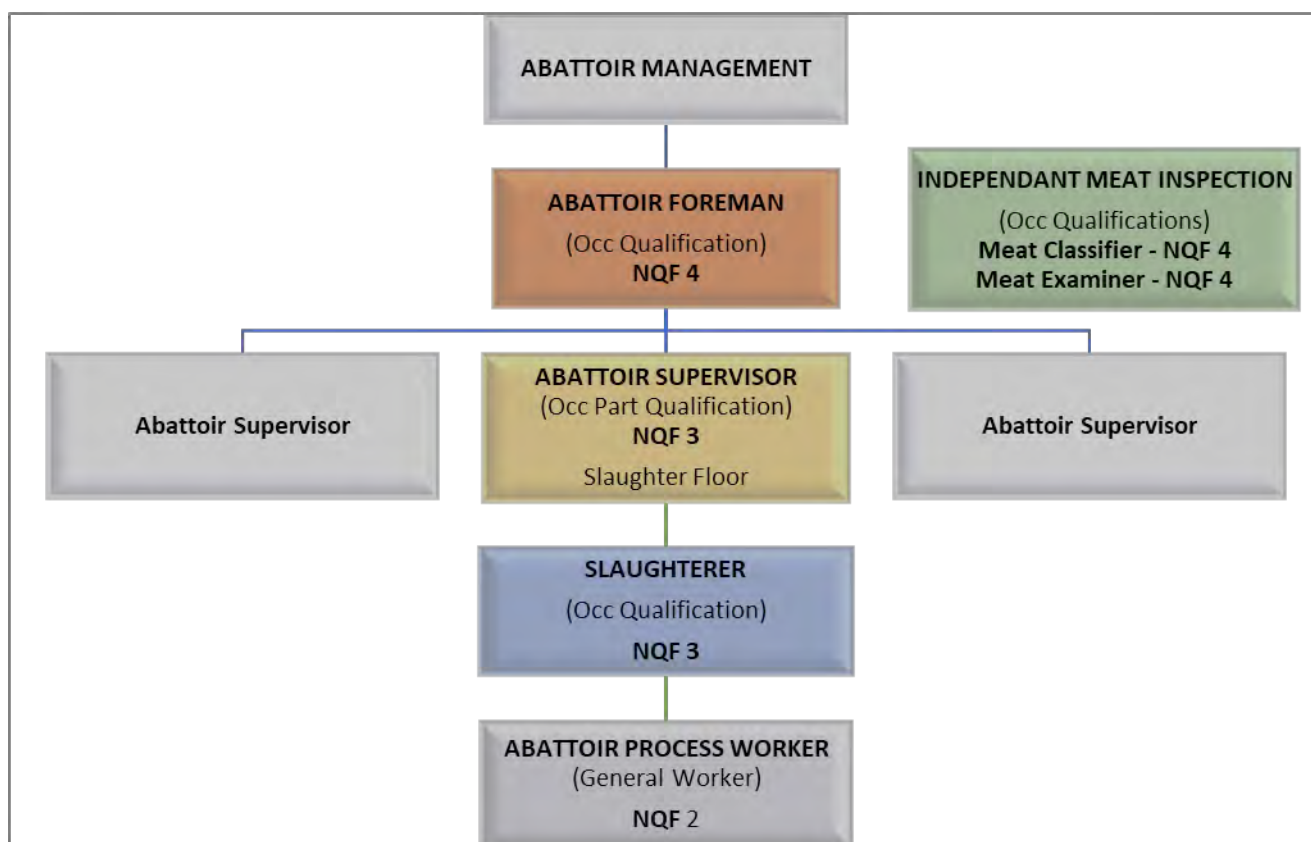 ABATTOIR MANAGEMENT
ABATTOIR FOREMAN
(Occ Qualification)
NQF 4
INDEPENDANT MEAT INSPECTION
(Occ Qualifications)
Meat Classifier - NQF 4
Meat Examiner - NQF 4
Abattoir Supervisor
ABATTOIR SUPERVISOR
(Occ Part Qualification)
NQF 3
Slaughter Floor
Abattoir Supervisor
SLAUGHTERER
(Occ Qualification)
NQF 3
ABATTOIR PROCESS WORKER
(General Worker)
NQF 2